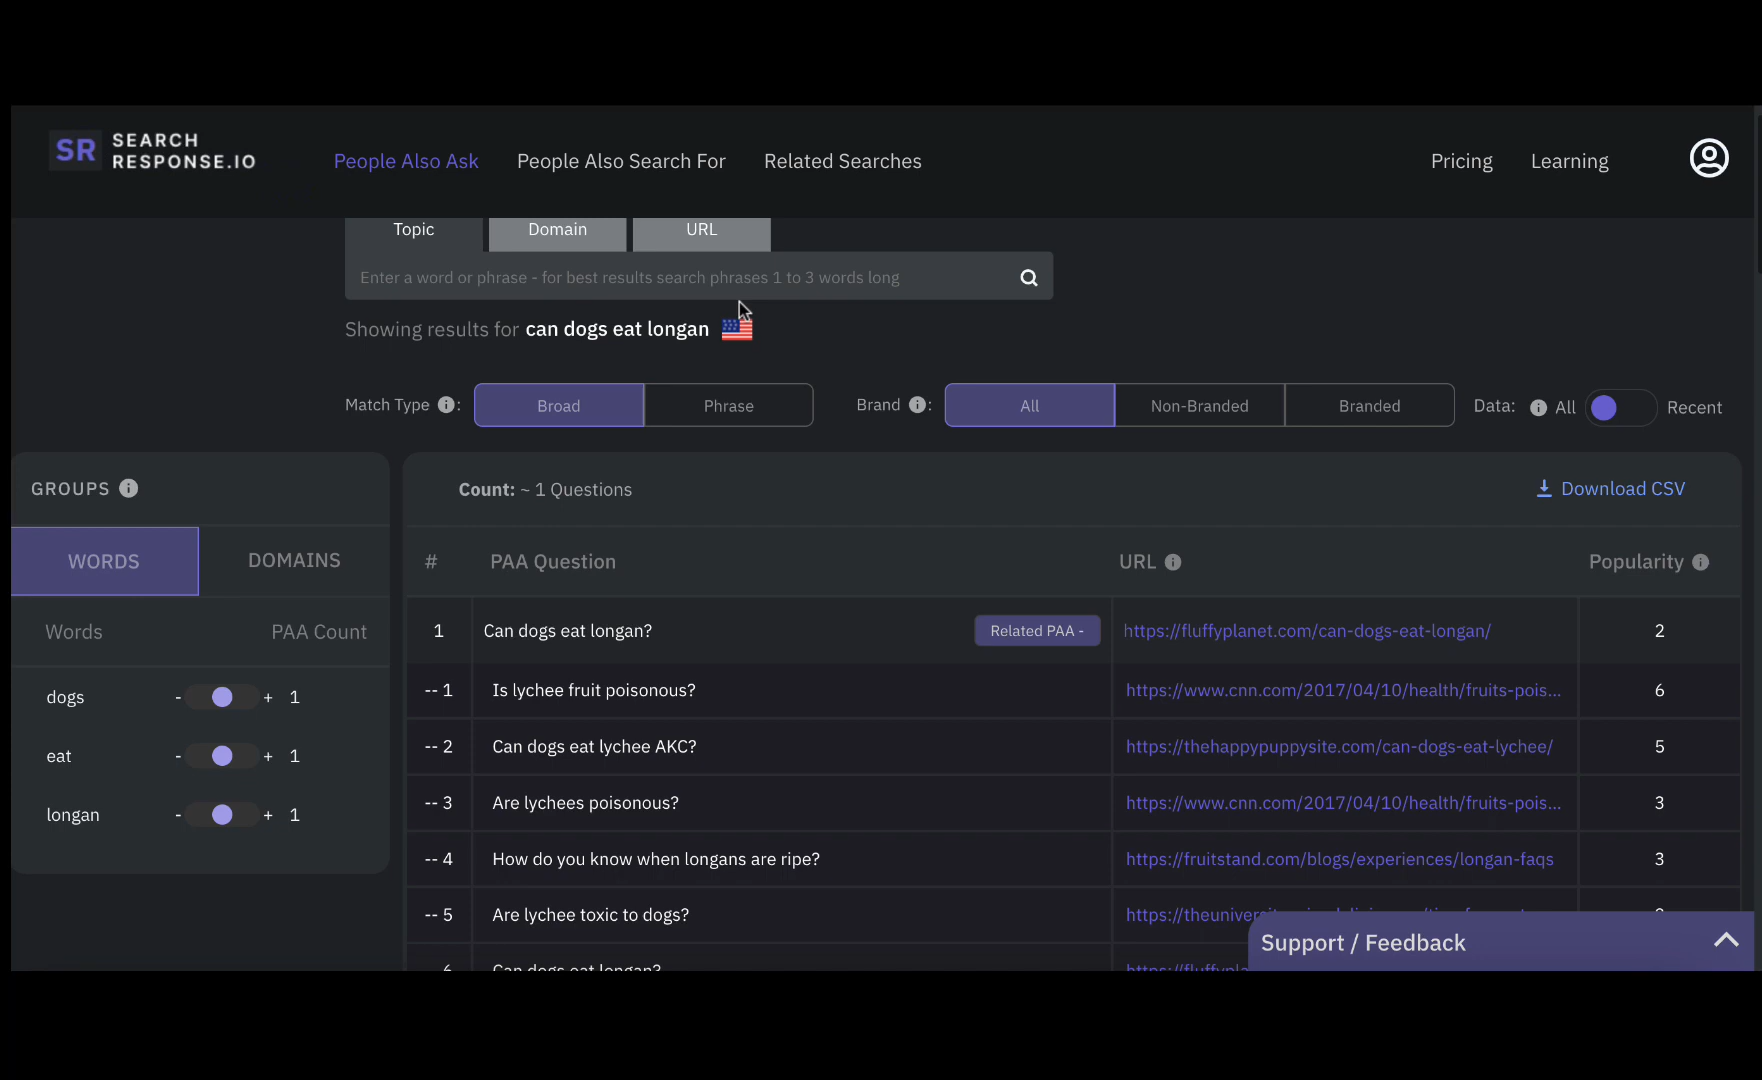 SR SEARCH
RESPONSE.IO
People Also Ask People Also Search For Related Searches Pricing Learning
Topic Domain URL
Enter a word or phrase - for best results search phrases 1 to 3 words long
Showing results for can dogs eat longan
Match Type : Broad Phrase Brand : All Non-Branded Branded Data: All Recent
GROUPS
WORDS DOMAINS
Words PAA Count
dogs - + 1
eat - + 1
longan - + 1
Count: ~ 1 Questions Download CSV
# PAA Question URL Popularity
1 Can dogs eat longan? Related PAA - https://fluffyplanet.com/can-dogs-eat-longan/ 2
-- 1 Is lychee fruit poisonous? https://www.cnn.com/2017/04/10/health/fruits-pois... 6
-- 2 Can dogs eat lychee AKC? https://thehappypuppysite.com/can-dogs-eat-lychee/ 5
-- 3 Are lychees poisonous? https://www.cnn.com/2017/04/10/health/fruits-pois... 3
-- 4 How do you know when longans are ripe? https://fruitstand.com/blogs/experiences/longan-faqs 3
-- 5 Are lychee toxic to dogs?
Can dogs eat longan?
Support / Feedback